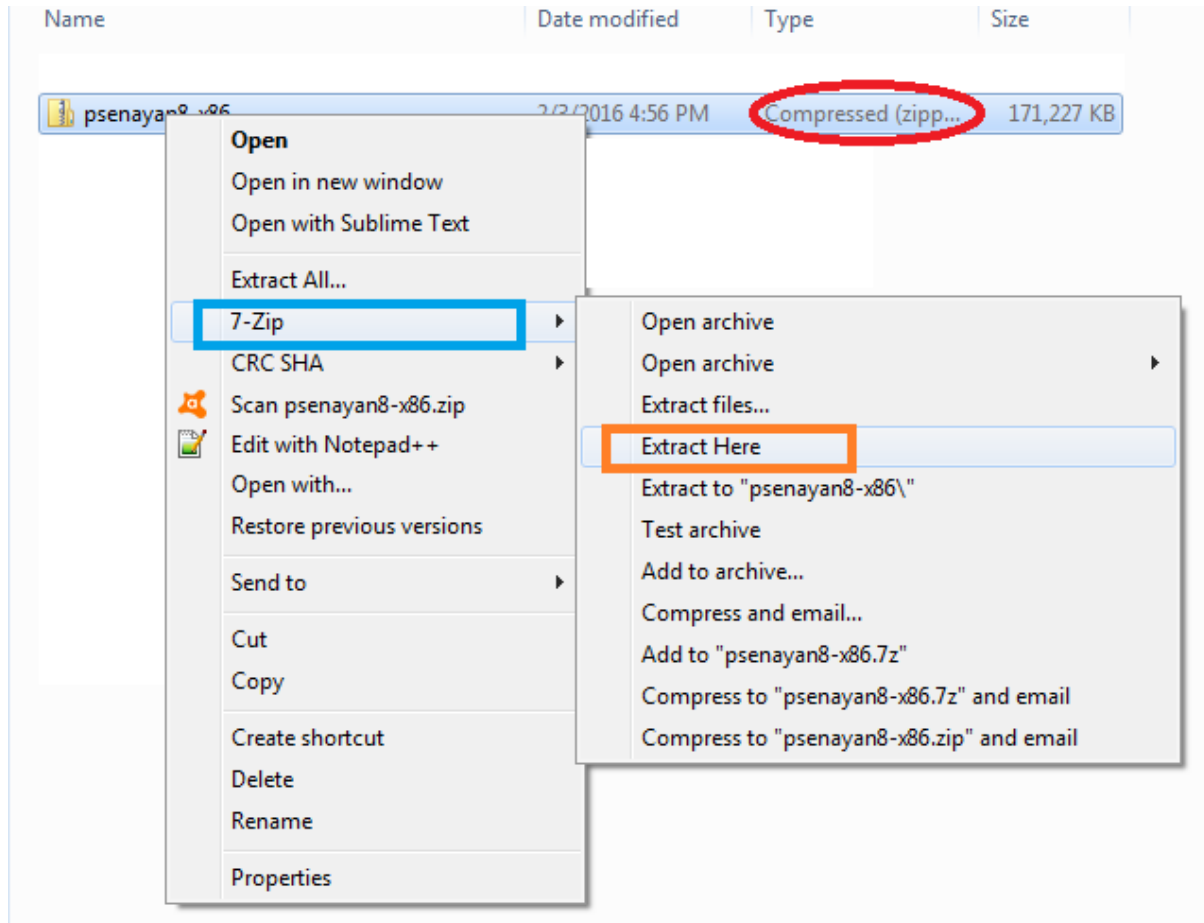 Name Date modified Type Size
psenayan8-x86 2/3/2016 4:56 PM Compressed (zipp... 171,227 KB
Open
Open in new window
Open with Sublime Text
Extract All...
7-Zip
CRC SHA
Scan psenayan8-x86.zip
Edit with Notepad++
Open with...
Restore previous versions
Send to
Cut
Copy
Create shortcut
Delete
Rename
Properties
Open archive
Open archive
Extract files...
Extract Here
Extract to "psenayan8-x86\"
Test archive
Add to archive...
Compress and email...
Add to "psenayan8-x86.7z"
Compress to "psenayan8-x86.7z" and email
Compress to "psenayan8-x86.zip" and email